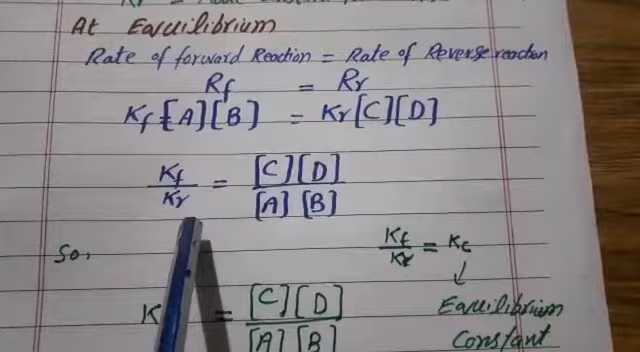 At Equilibrium
Rate of forward Reaction = Rate of Reverse reaction
Rf = Rr
Kf [A][B] = Kr [C][D]
Kf/Kr = [C][D]/[A][B]
So, Kf/Kr = Kc
K = [C][D]/[A][B]
Equilibrium
Constant